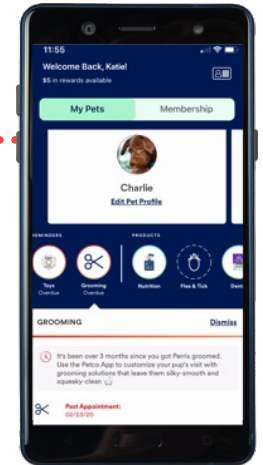 11:55
Welcome Back, Katie!
$5 in rewards available
My Pets Membership
Charlie
Edit Pet Profile
REMINDERS PRODUCTS
Toys Grooming Nutrition Flea & Tick Dent
Overdue Overdue
GROOMING Dismiss
It's been over 3 months since you got Perris groomed.
Use the Petco App to customize your pup's visit with
grooming solutions that leave them silky-smooth and
squeaky-clean
Past Appointment:
02/23/20